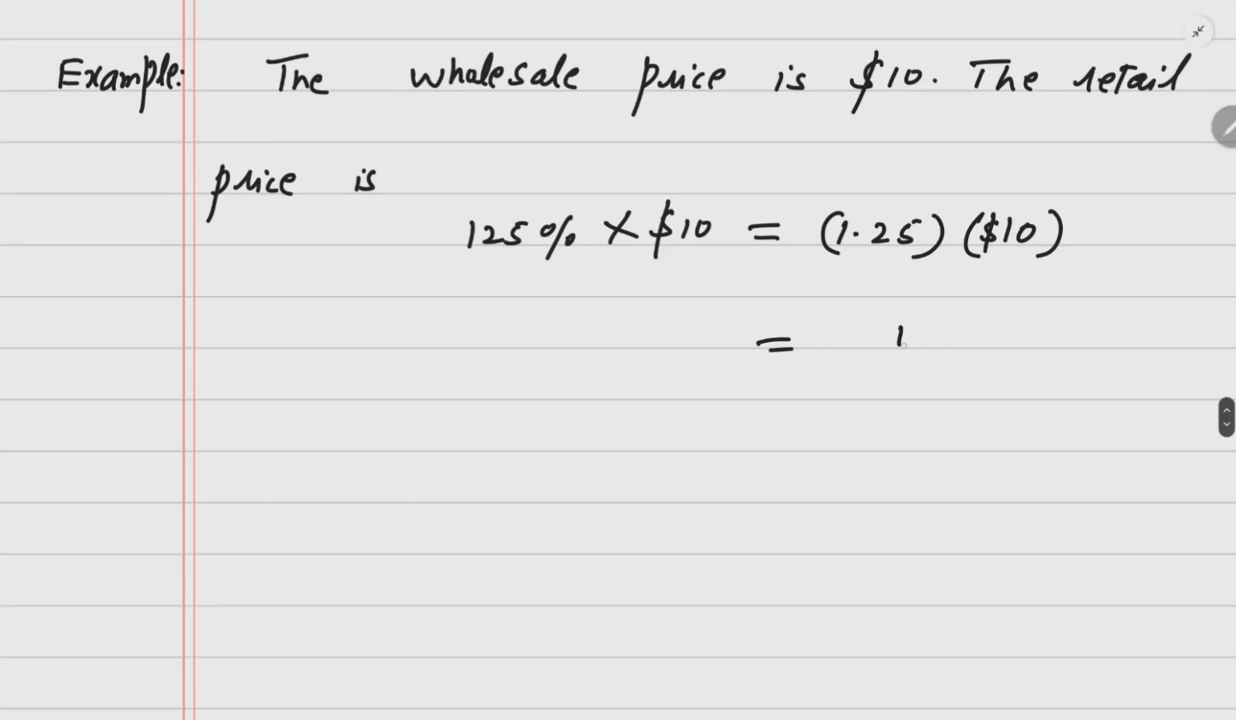 Example: The wholesale price is $10. The retail
price is
125% × $10 = (1.25) ($10)
= 1